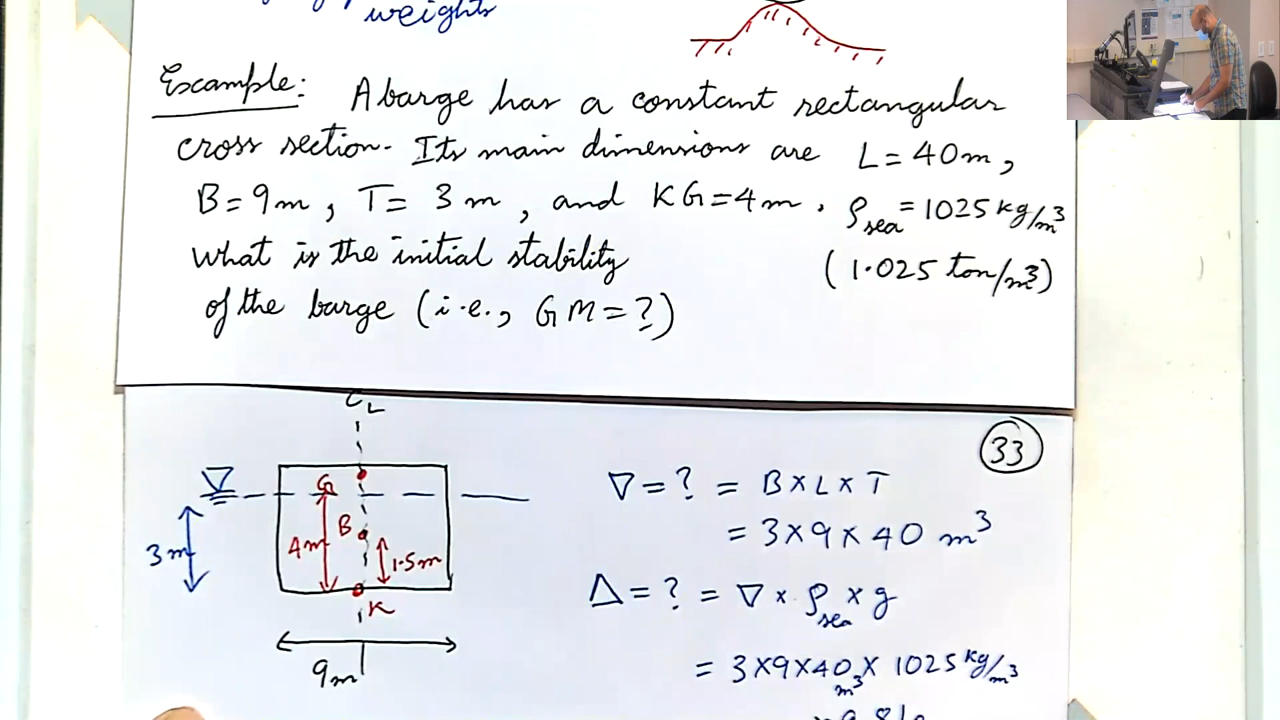 weights
Example: A barge has a constant rectangular
cross section. Its main dimensions are L = 40m,
B = 9m, T = 3m, and KG = 4m. ρsea = 1025 kg/m³
What is the initial stability (1.025 ton/m³)
of the barge (i.e., GM = ?)
33
CL
G
B
4m
1.5m
3m
K
9m
∇ = ? = B × L × T
= 3 × 9 × 40 m³
Δ = ? = ∇ × ρsea × g
= 3 × 9 × 40 m³ × 1025 kg/m³